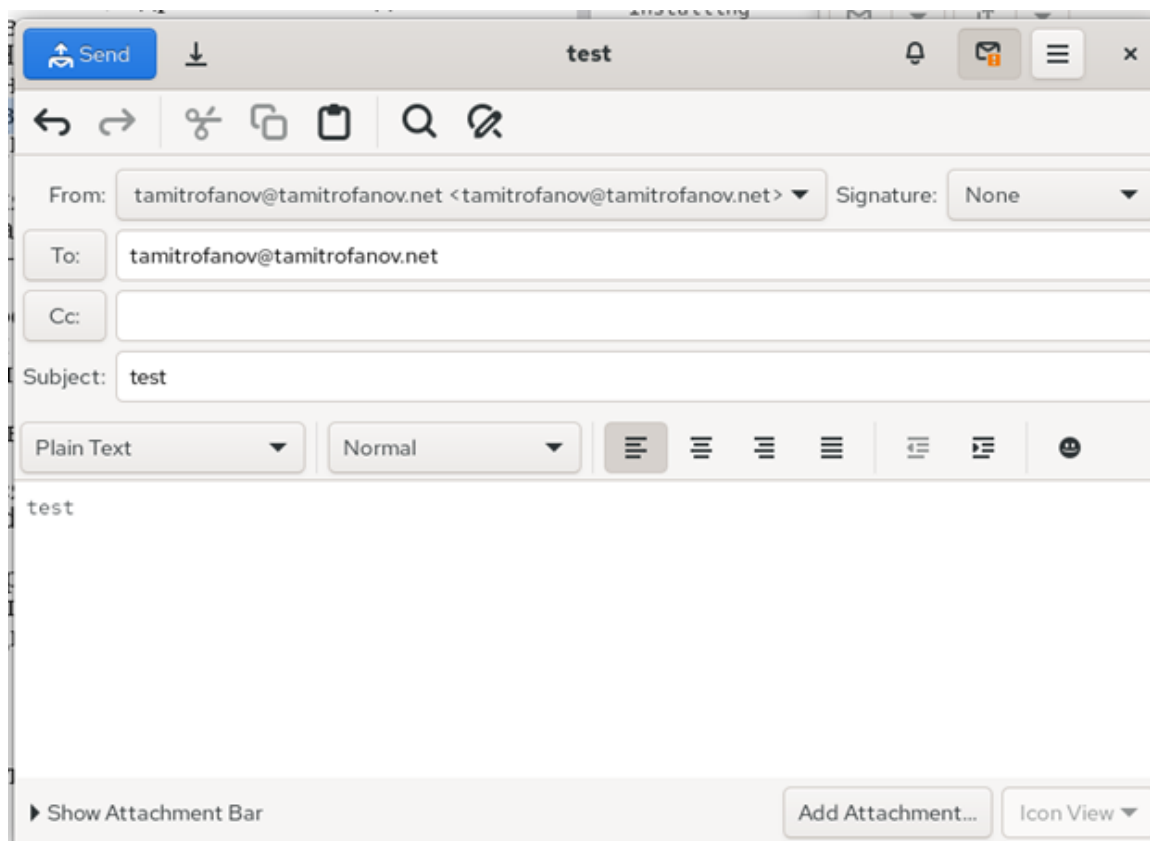 Installing
Send
test
From: tamitrofanov@tamitrofanov.net <tamitrofanov@tamitrofanov.net> Signature: None
To: tamitrofanov@tamitrofanov.net
Cc:
Subject: test
Plain Text Normal
test
Show Attachment Bar Add Attachment... Icon View